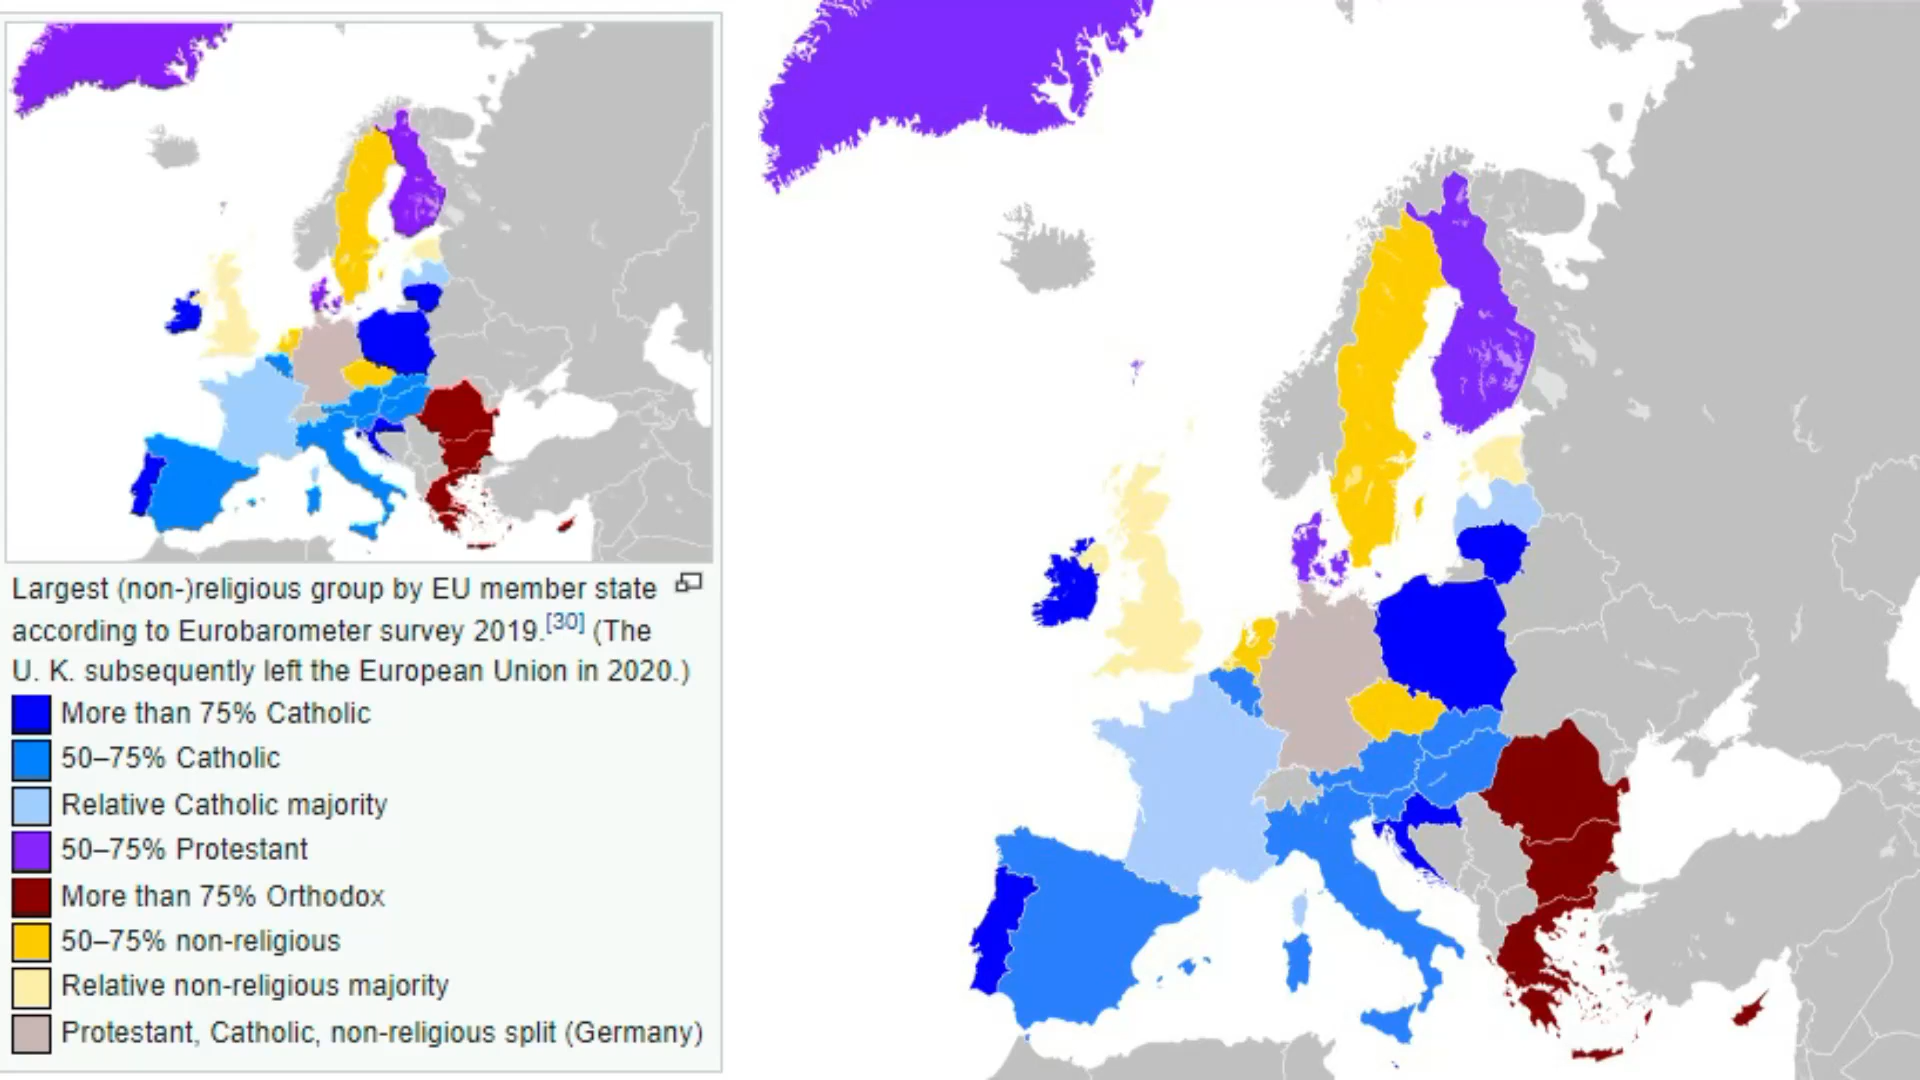 Largest (non-)religious group by EU member state
according to Eurobarometer survey 2019.[30] (The
U. K. subsequently left the European Union in 2020.)
More than 75% Catholic
50–75% Catholic
Relative Catholic majority
50–75% Protestant
More than 75% Orthodox
50–75% non-religious
Relative non-religious majority
Protestant, Catholic, non-religious split (Germany)